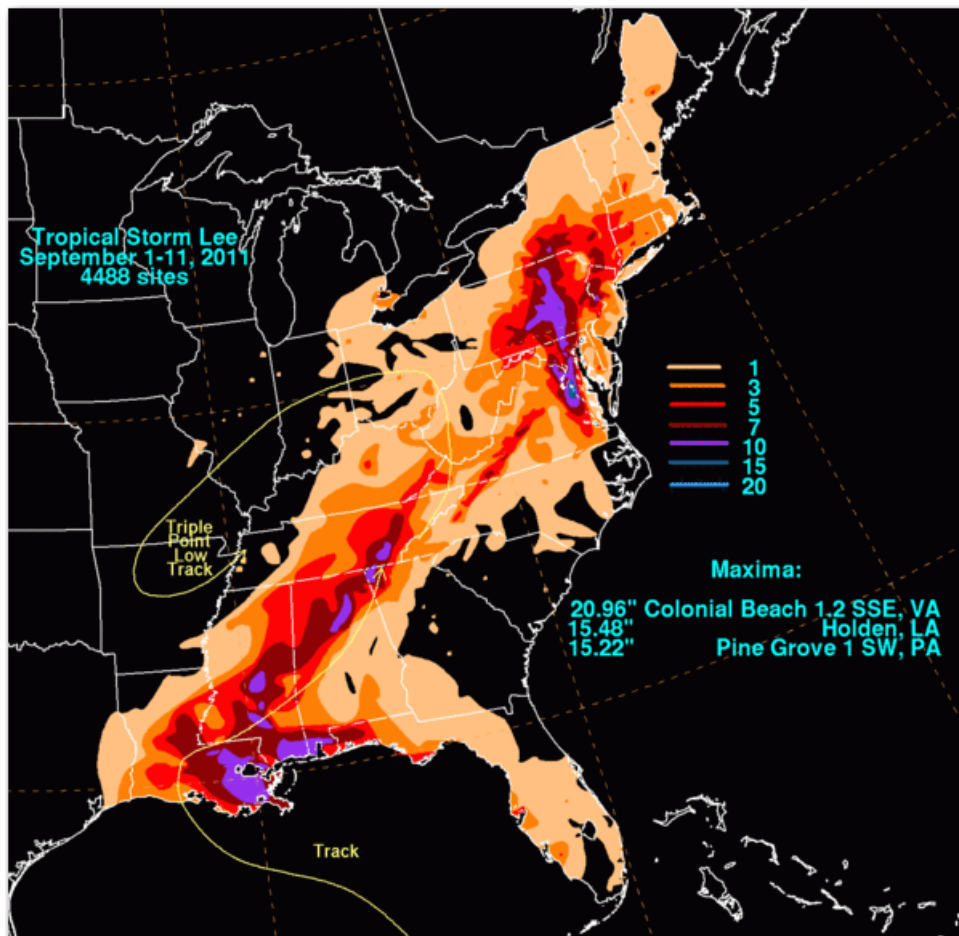 Tropical Storm Lee
September 1-11, 2011
4488 sites
1
3
5
7
10
15
20
Triple
Point
Low
Track
Maxima:
20.96" Colonial Beach 1.2 SSE, VA
15.48" Holden, LA
15.22" Pine Grove 1 SW, PA
Track